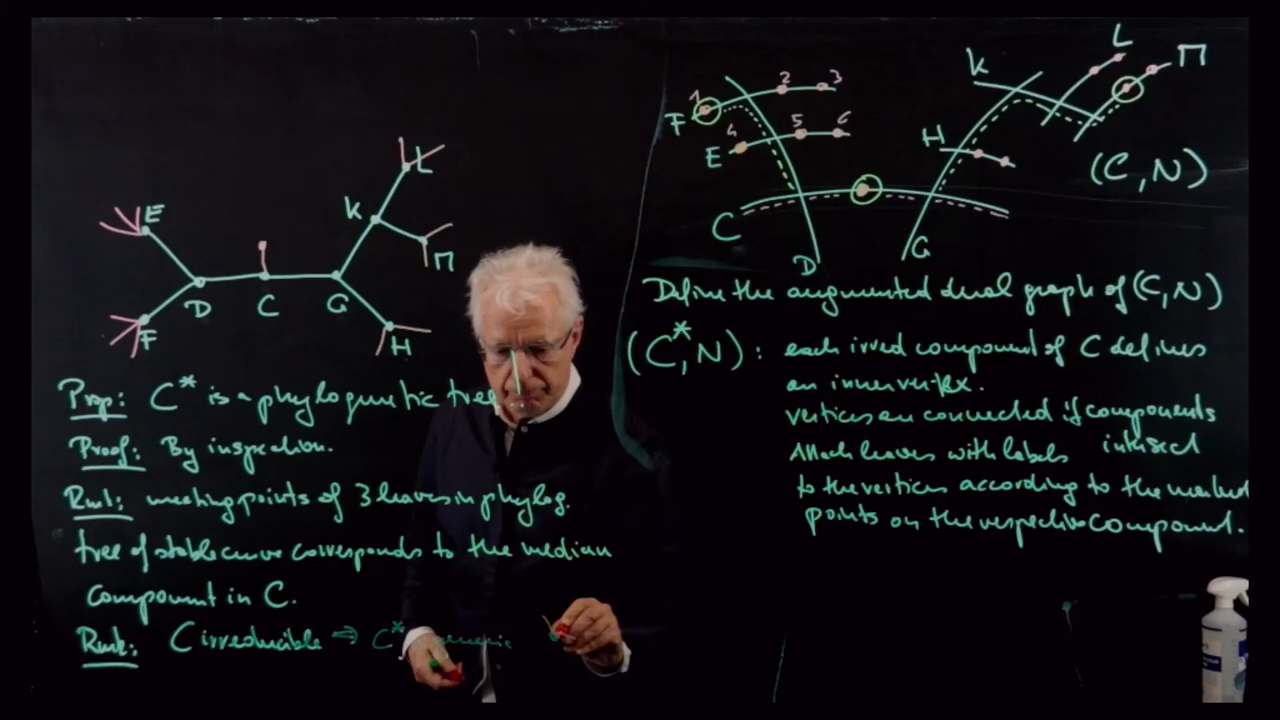 E
D
F
C
G
K
L
M
H
Prop: C* is a phylogenetic tree
Proof: By inspection.
Rmk: meeting points of 3 leaves in phylog.
tree of stable curve corresponds to the median
component in C.
Rmk: C irreducible ⇒ C* generic
F
1
2
3
E
4
5
6
C
D
G
H
K
L
M
(C, N)
Define the augmented dual graph of (C, N)
(C*, N): each irred component of C defines
an inner vertex.
vertices are connected if components
intersect
Attach leaves with labels
to the vertices according to the marked
points on the respective component.